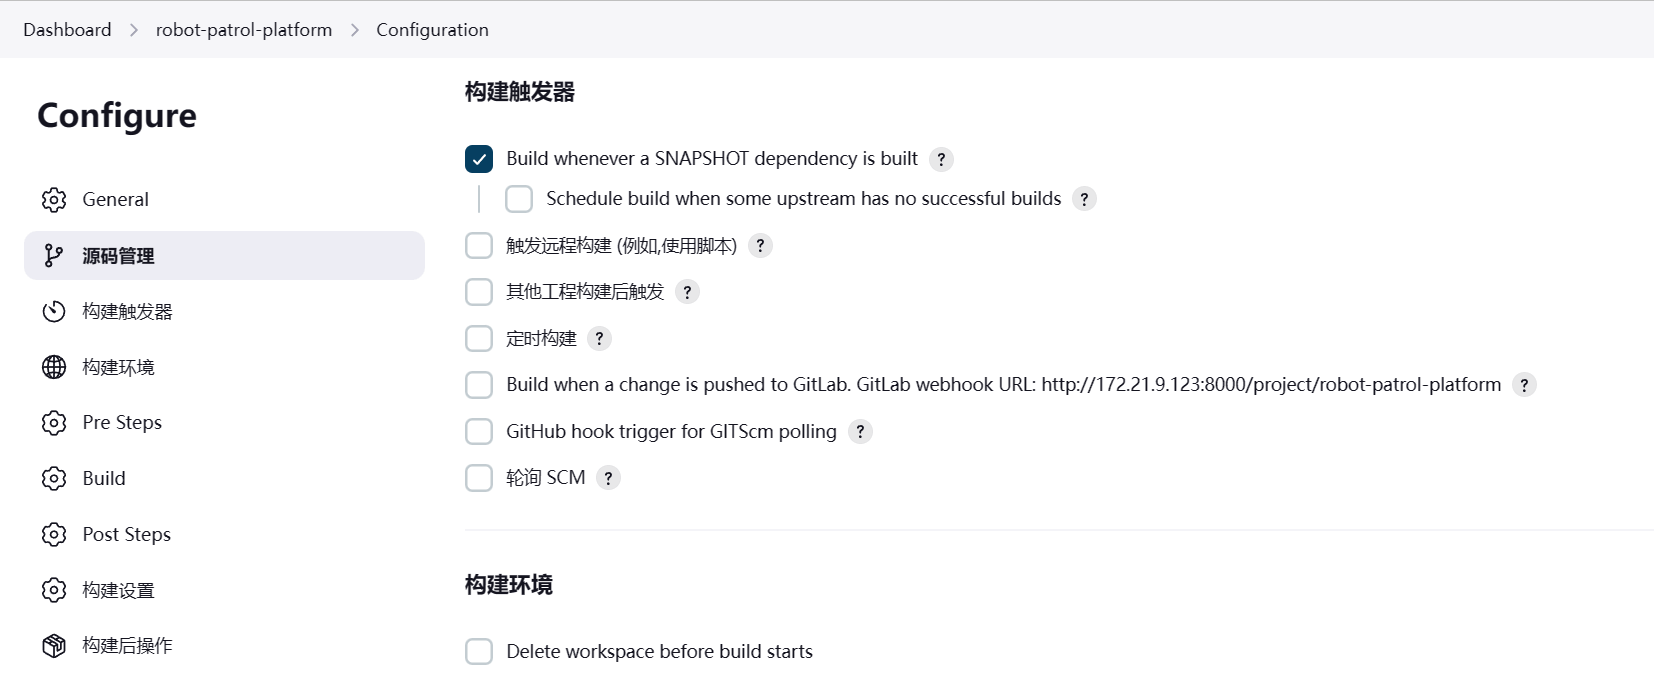 Dashboard > robot-patrol-platform > Configuration
Configure
General
源码管理
构建触发器
构建环境
Pre Steps
Build
Post Steps
构建设置
构建后操作
构建触发器
Build whenever a SNAPSHOT dependency is built ?
Schedule build when some upstream has no successful builds ?
触发远程构建 (例如,使用脚本) ?
其他工程构建后触发 ?
定时构建 ?
Build when a change is pushed to GitLab. GitLab webhook URL: http://172.21.9.123:8000/project/robot-patrol-platform ?
GitHub hook trigger for GITScm polling ?
轮询 SCM ?
构建环境
Delete workspace before build starts